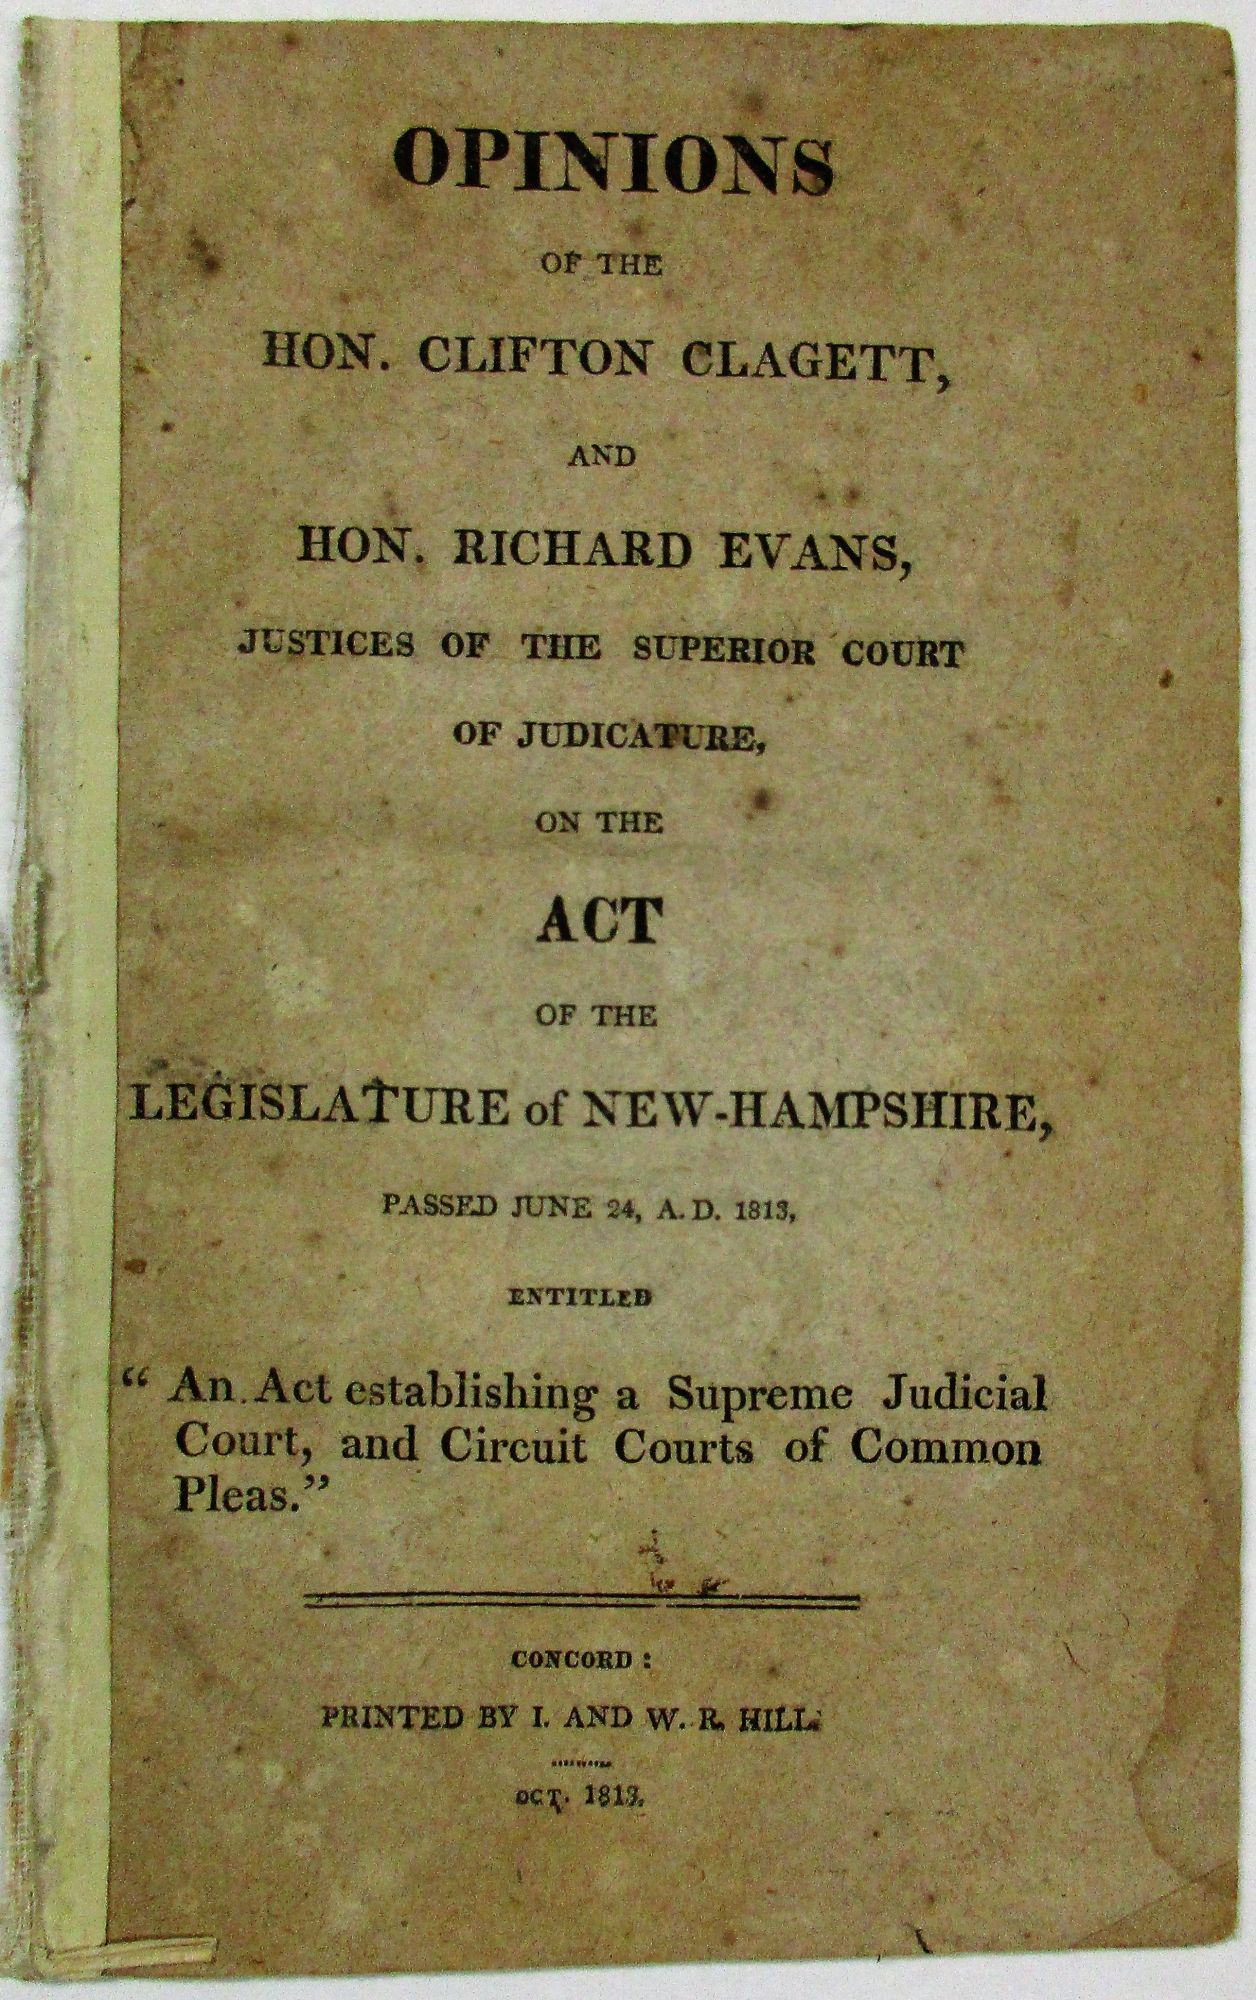 OPINIONS
OF THE
HON. CLIFTON CLAGETT,
AND
HON. RICHARD EVANS,
JUSTICES OF THE SUPERIOR COURT
OF JUDICATURE,
ON THE
ACT
OF THE
LEGISLATURE of NEW-HAMPSHIRE,
PASSED JUNE 24, A. D. 1813,
ENTITLED
“ An Act establishing a Supreme Judicial
Court, and Circuit Courts of Common
Pleas.”
CONCORD :
PRINTED BY I. AND W. R. HILL.
OCT. 1813.